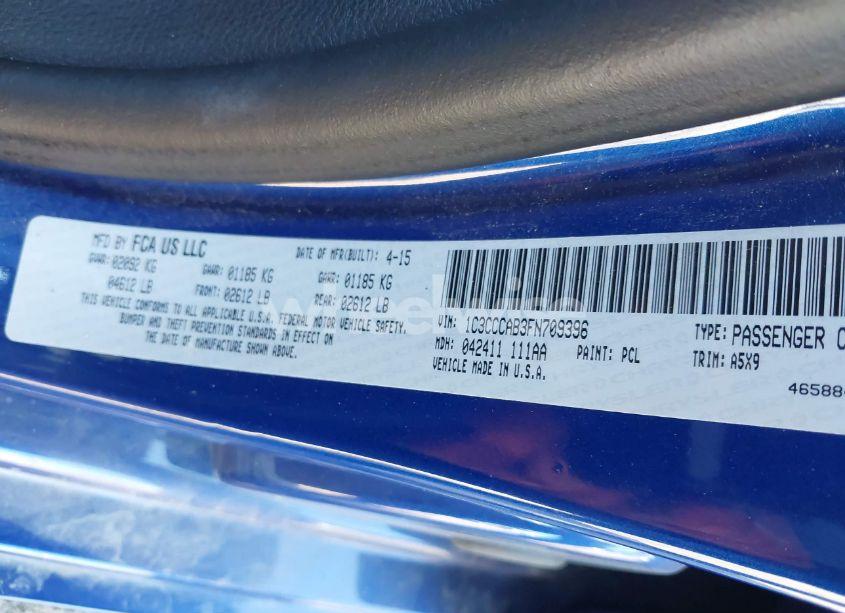 MFD BY FCA US LLC DATE OF MFR(BUILT): 4-15
GVWR:02092 KG GAWR: 01185 KG GAWR: 01185 KG
04612 LB FRONT: 02612 LB REAR: 02612 LB
THIS VEHICLE CONFORMS TO ALL APPLICABLE U.S.A. FEDERAL MOTOR VEHICLE SAFETY,
BUMPER AND THEFT PREVENTION STANDARDS IN EFFECT ON
THE DATE OF MANUFACTURE SHOWN ABOVE.
VIN: 1C3CCCAB3FN709396 TYPE: PASSENGER C
MDH: 042411 111AA PAINT: PCL TRIM: A5X9
VEHICLE MADE IN U.S.A.
46588